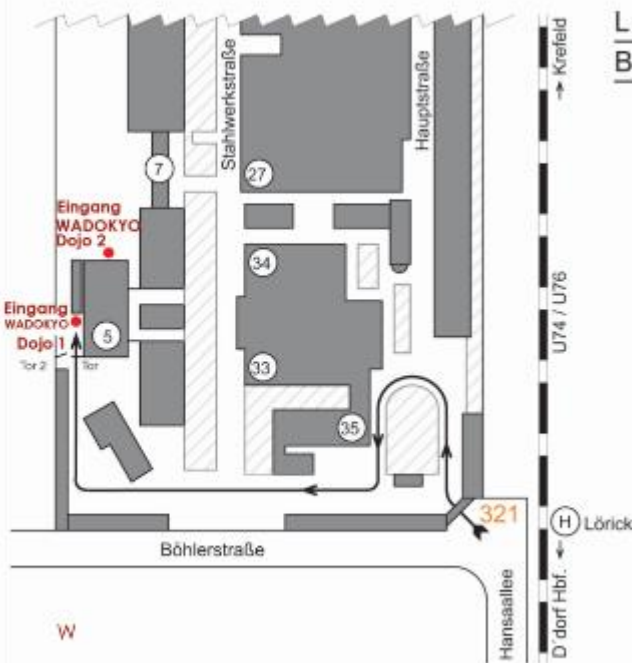 L
B
Stahlwerkstraße
Hauptstraße
→ Krefeld
7
27
Eingang
WADOKYO
Dojo 2
34
U74 / U76
Eingang
WADOKYO
5
Dojo 1
Tor 2
Tor
33
35
321
H Lörick
Böhlerstraße
Hansaallee
D´dorf Hbf. ←
W